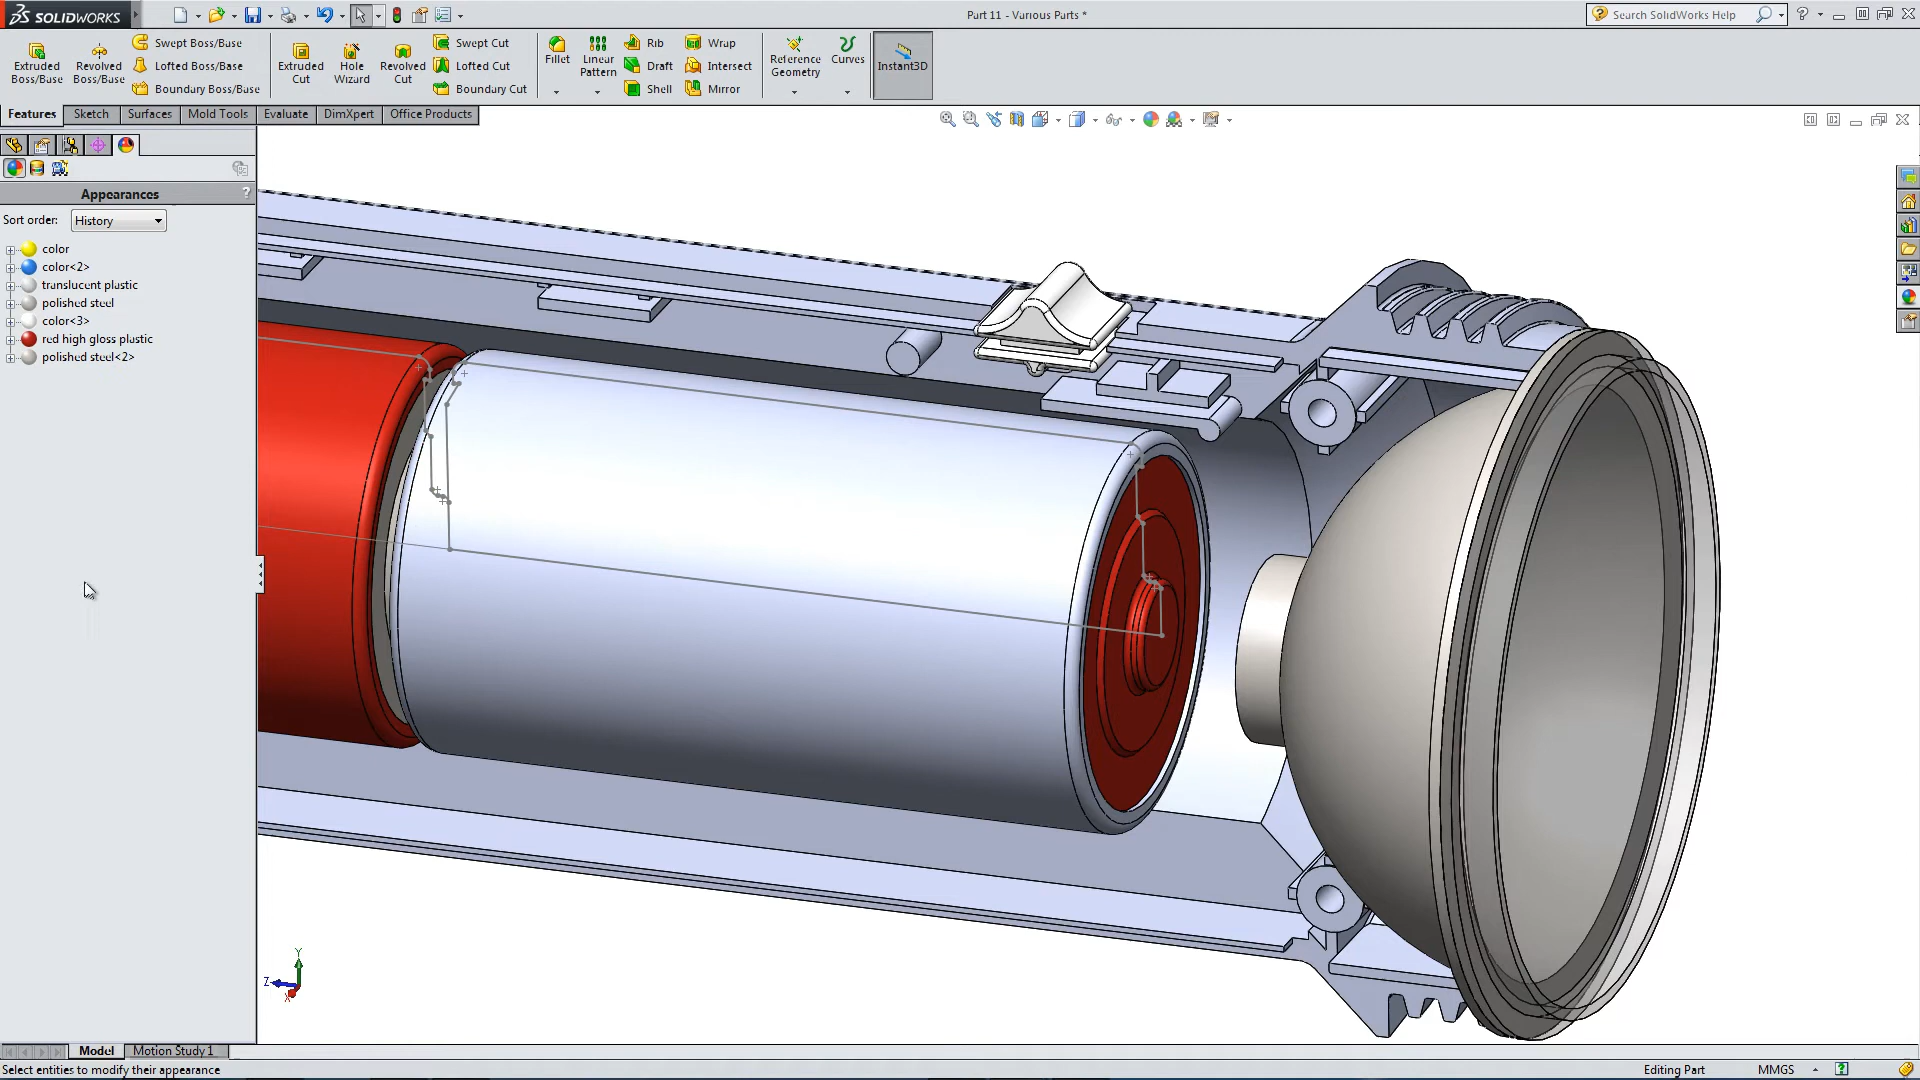 SOLIDWORKS
Part 11 - Various Parts *
Search SolidWorks Help
Extruded Boss/Base
Revolved Boss/Base
Swept Boss/Base
Lofted Boss/Base
Boundary Boss/Base
Extruded Cut
Hole Wizard
Revolved Cut
Swept Cut
Lofted Cut
Boundary Cut
Fillet
Linear Pattern
Rib
Draft
Shell
Wrap
Intersect
Mirror
Reference Geometry
Curves
Instant3D
Features
Sketch
Surfaces
Mold Tools
Evaluate
DimXpert
Office Products
Appearances
?
Sort order:
History
color
color<2>
translucent plastic
polished steel
color<3>
red high gloss plastic
polished steel<2>
Y
Z
X
Model
Motion Study 1
Select entities to modify their appearance
Editing Part
MMGS